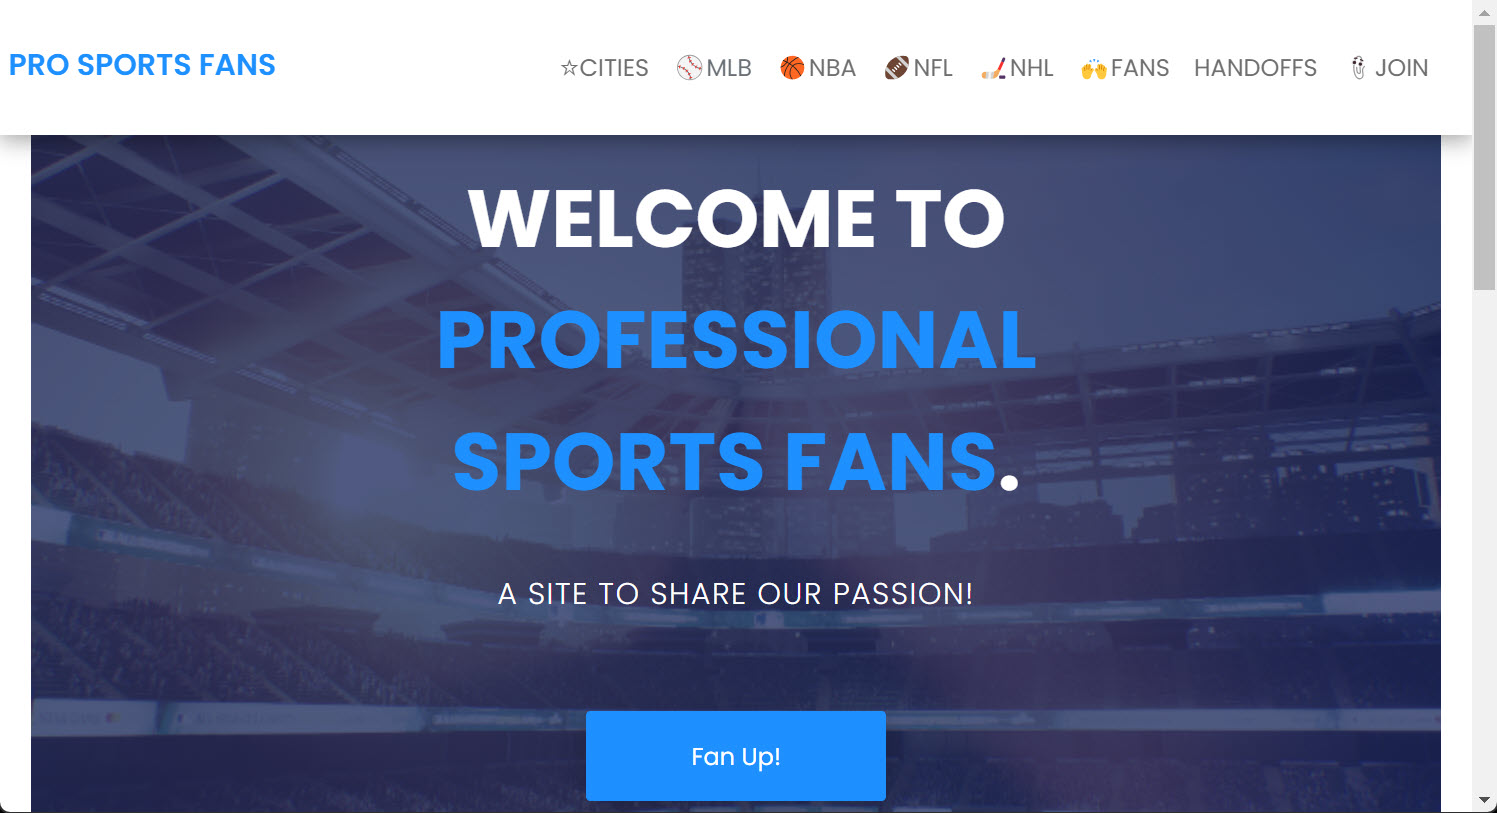 PRO SPORTS FANS
☆CITIES ⚾MLB 🏀NBA 🏈NFL 🏒NHL 🙌FANS HANDOFFS JOIN
WELCOME TO
PROFESSIONAL
SPORTS FANS.
A SITE TO SHARE OUR PASSION!
Fan Up!